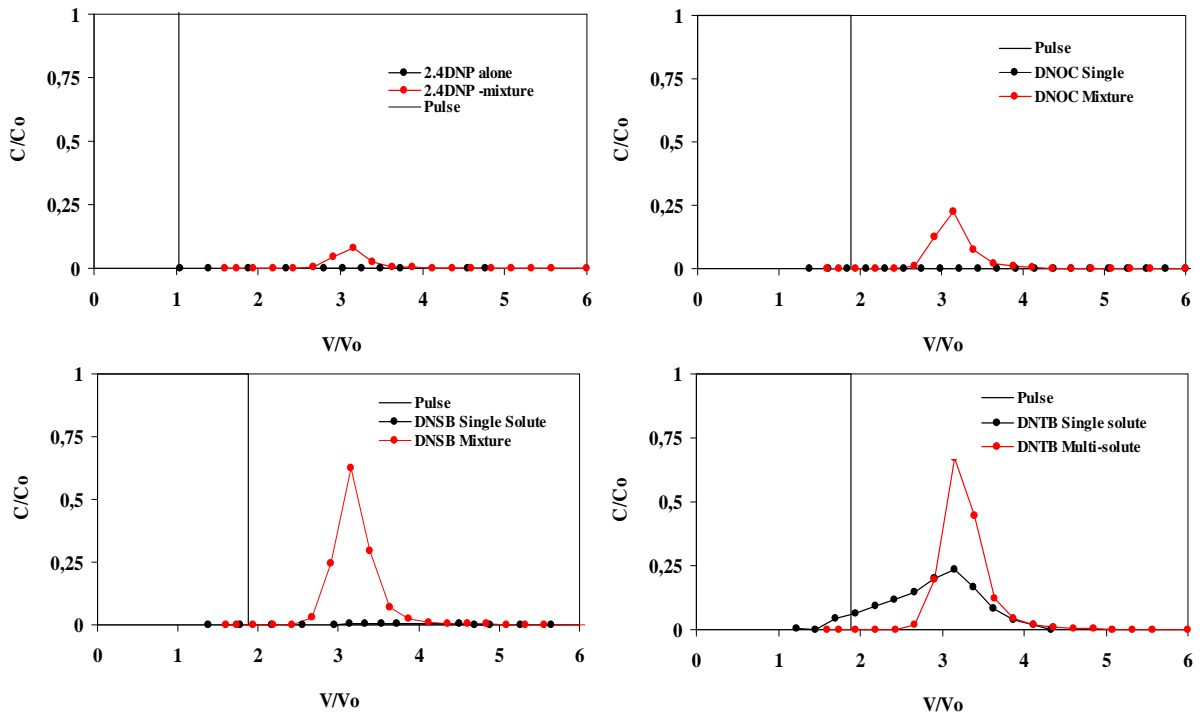 1
0,75
0,5
0,25
0
C/Co
2.4DNP alone
2.4DNP -mixture
Pulse
0 1 2 3 4 5 6
V/Vo
1
0,75
0,5
0,25
0
C/Co
Pulse
DNOC Single
DNOC Mixture
0 1 2 3 4 5 6
V/Vo
1
0,75
0,5
0,25
0
C/Co
Pulse
DNSB Single Solute
DNSB Mixture
0 1 2 3 4 5 6
V/Vo
1
0,75
0,5
0,25
0
C/Co
Pulse
DNTB Single solute
DNTB Multi-solute
0 1 2 3 4 5 6
V/Vo